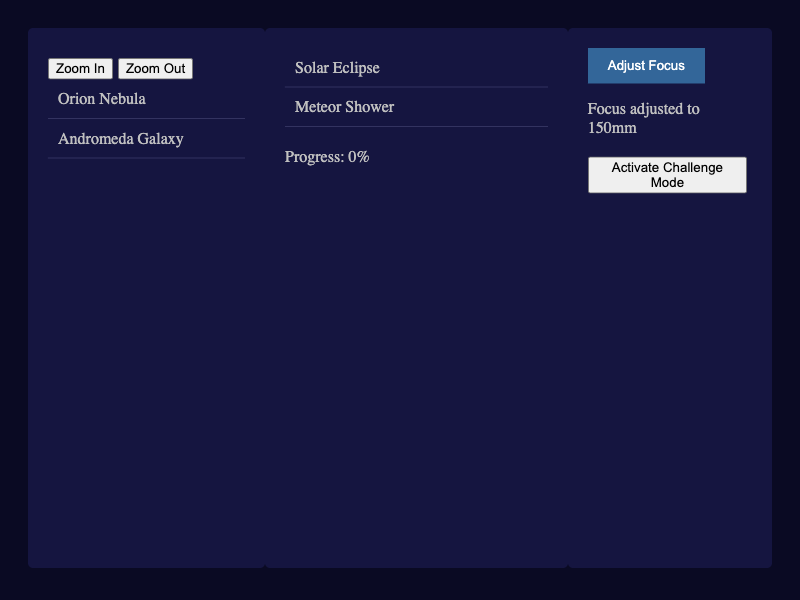 Zoom In
Zoom Out
Orion Nebula
Andromeda Galaxy
Solar Eclipse
Meteor Shower
Progress: 0%
Adjust Focus
Focus adjusted to
150mm
Activate Challenge
Mode